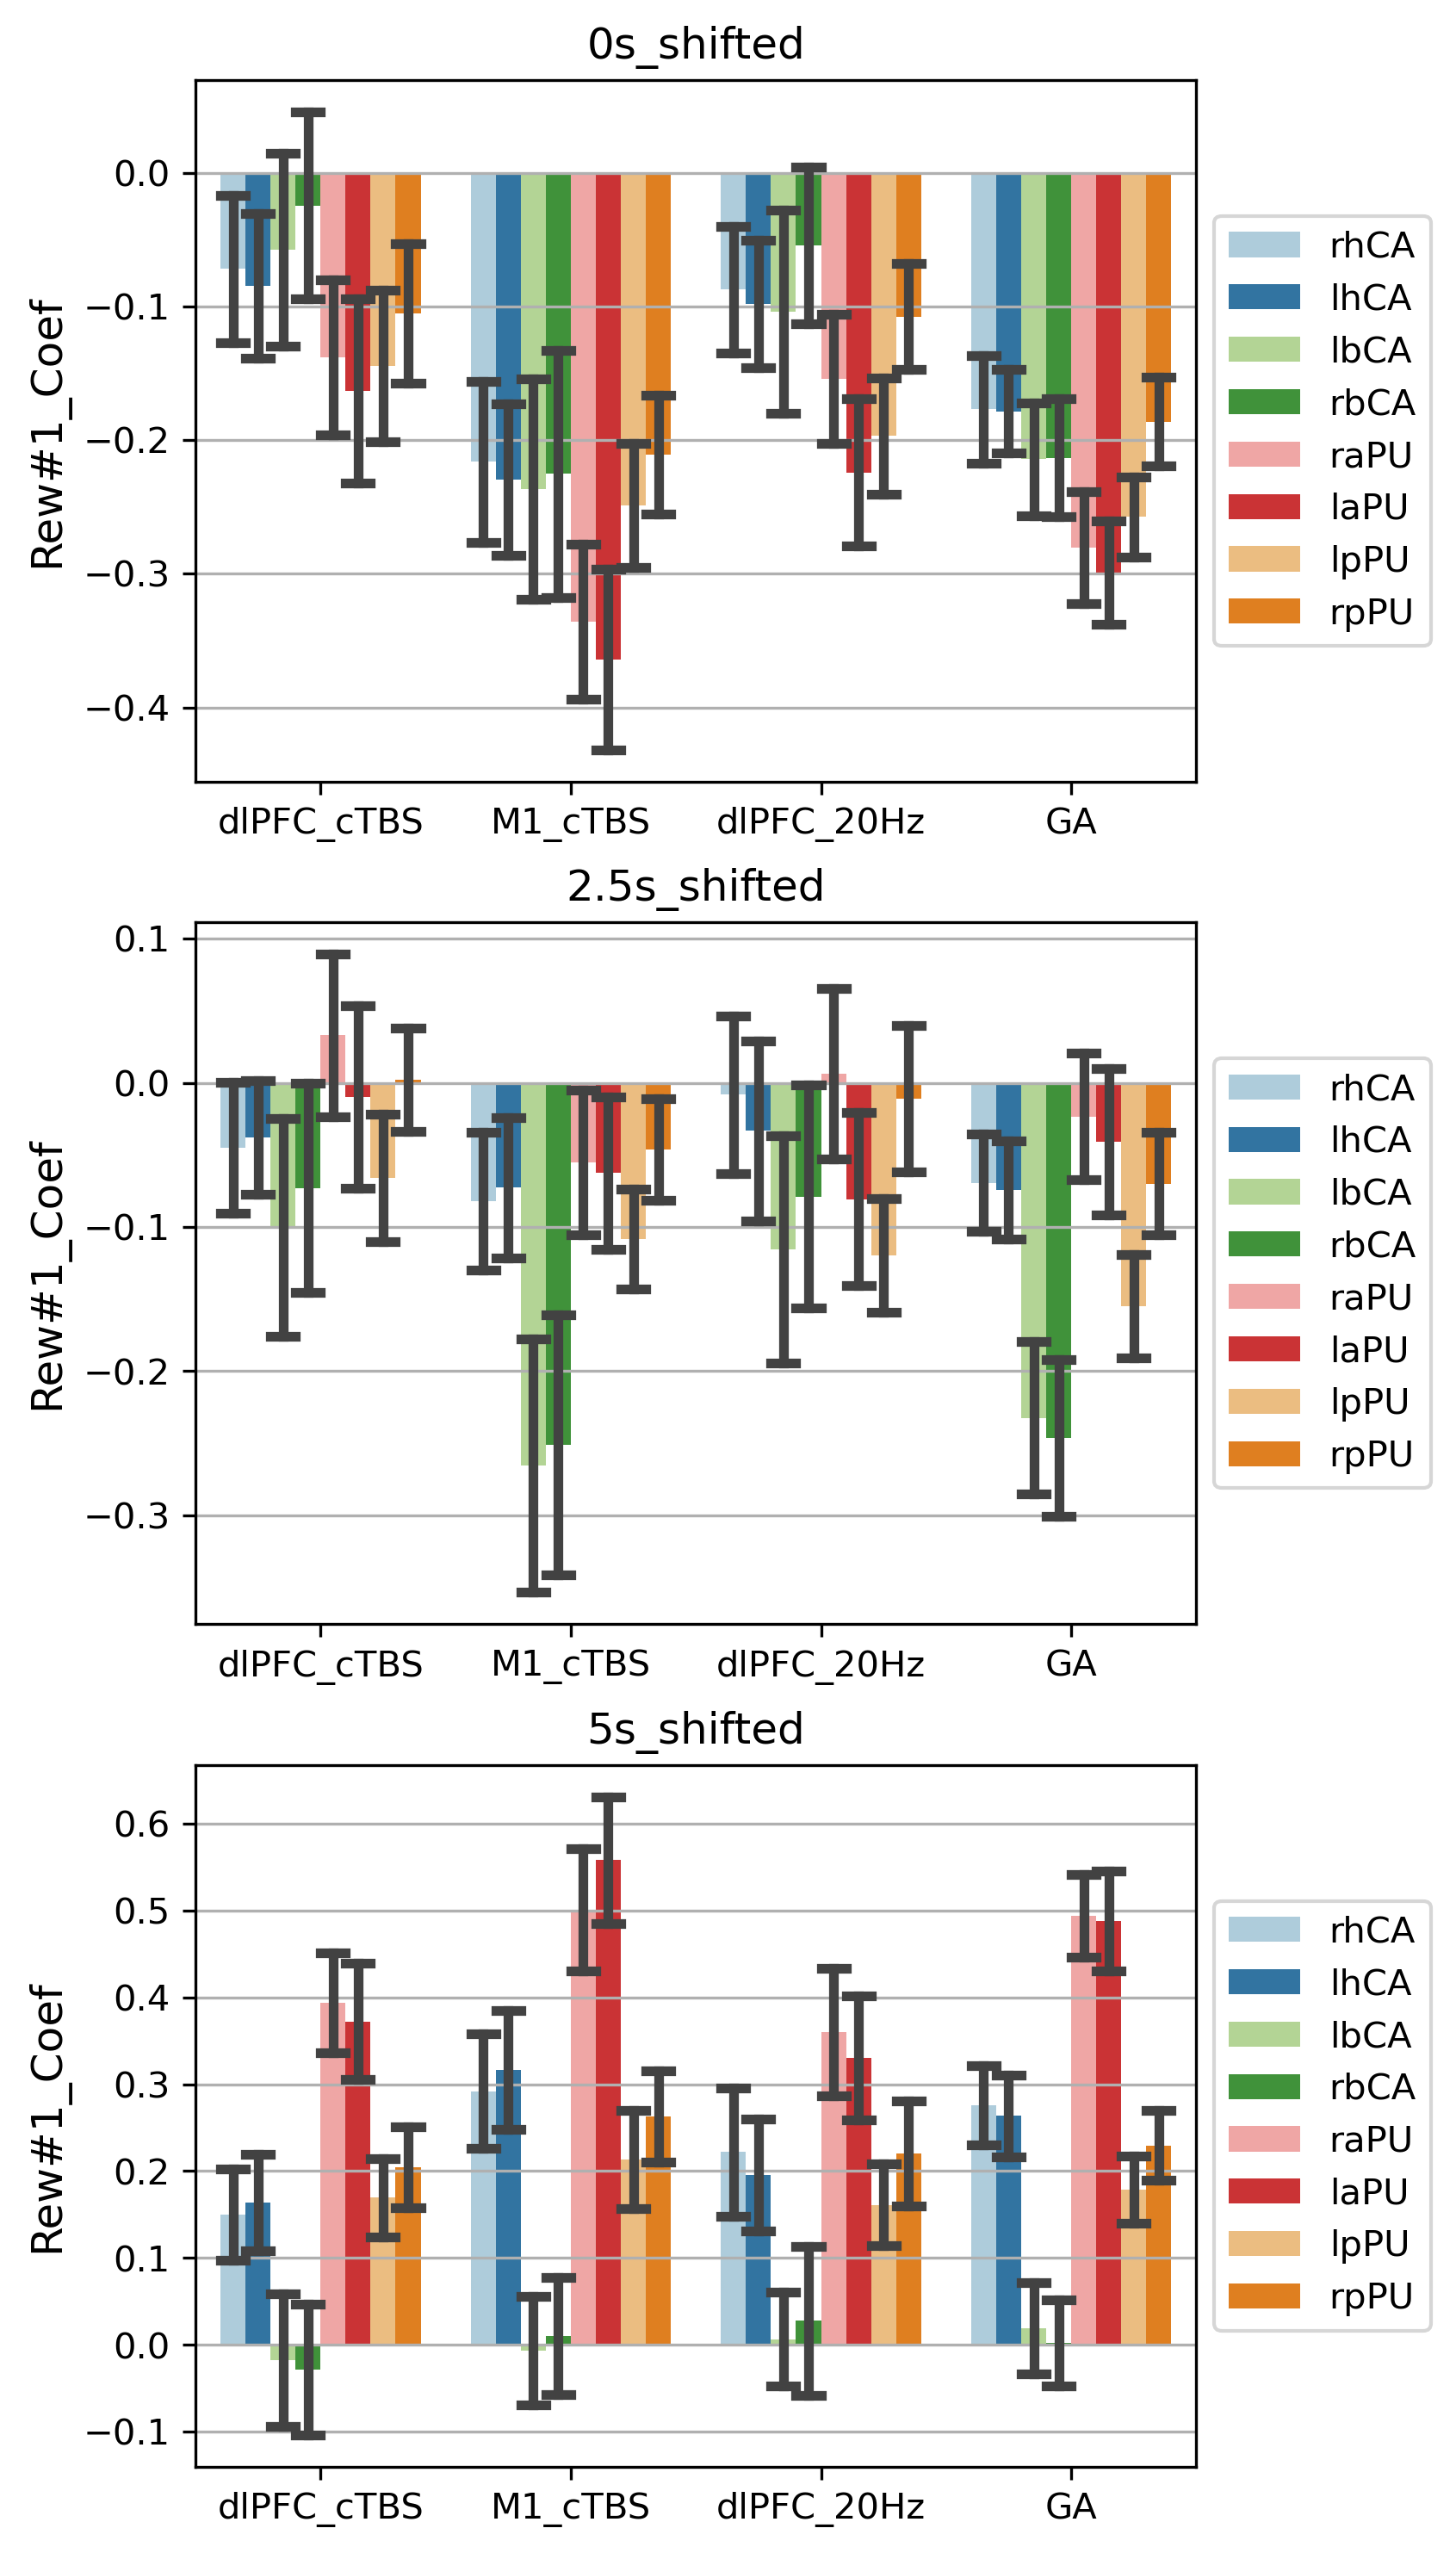 0s_shifted
Rew#1_Coef
0.0
−0.1
−0.2
−0.3
−0.4
dlPFC_cTBS M1_cTBS dlPFC_20Hz GA
rhCA
lhCA
lbCA
rbCA
raPU
laPU
lpPU
rpPU
2.5s_shifted
Rew#1_Coef
0.1
0.0
−0.1
−0.2
−0.3
dlPFC_cTBS M1_cTBS dlPFC_20Hz GA
rhCA
lhCA
lbCA
rbCA
raPU
laPU
lpPU
rpPU
5s_shifted
Rew#1_Coef
0.6
0.5
0.4
0.3
0.2
0.1
0.0
−0.1
dlPFC_cTBS M1_cTBS dlPFC_20Hz GA
rhCA
lhCA
lbCA
rbCA
raPU
laPU
lpPU
rpPU